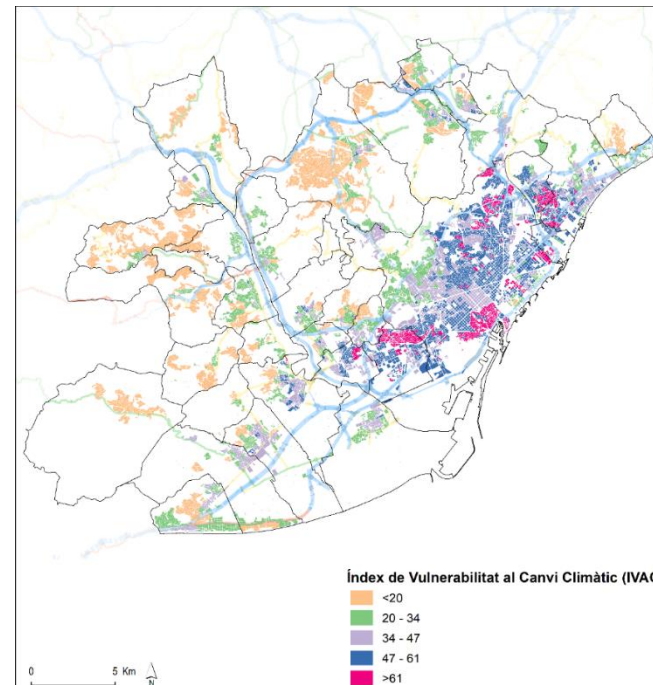 Índex de Vulnerabilitat al Canvi Climàtic (IVAC
<20
20 - 34
34 - 47
47 - 61
>61
0 5 Km
N